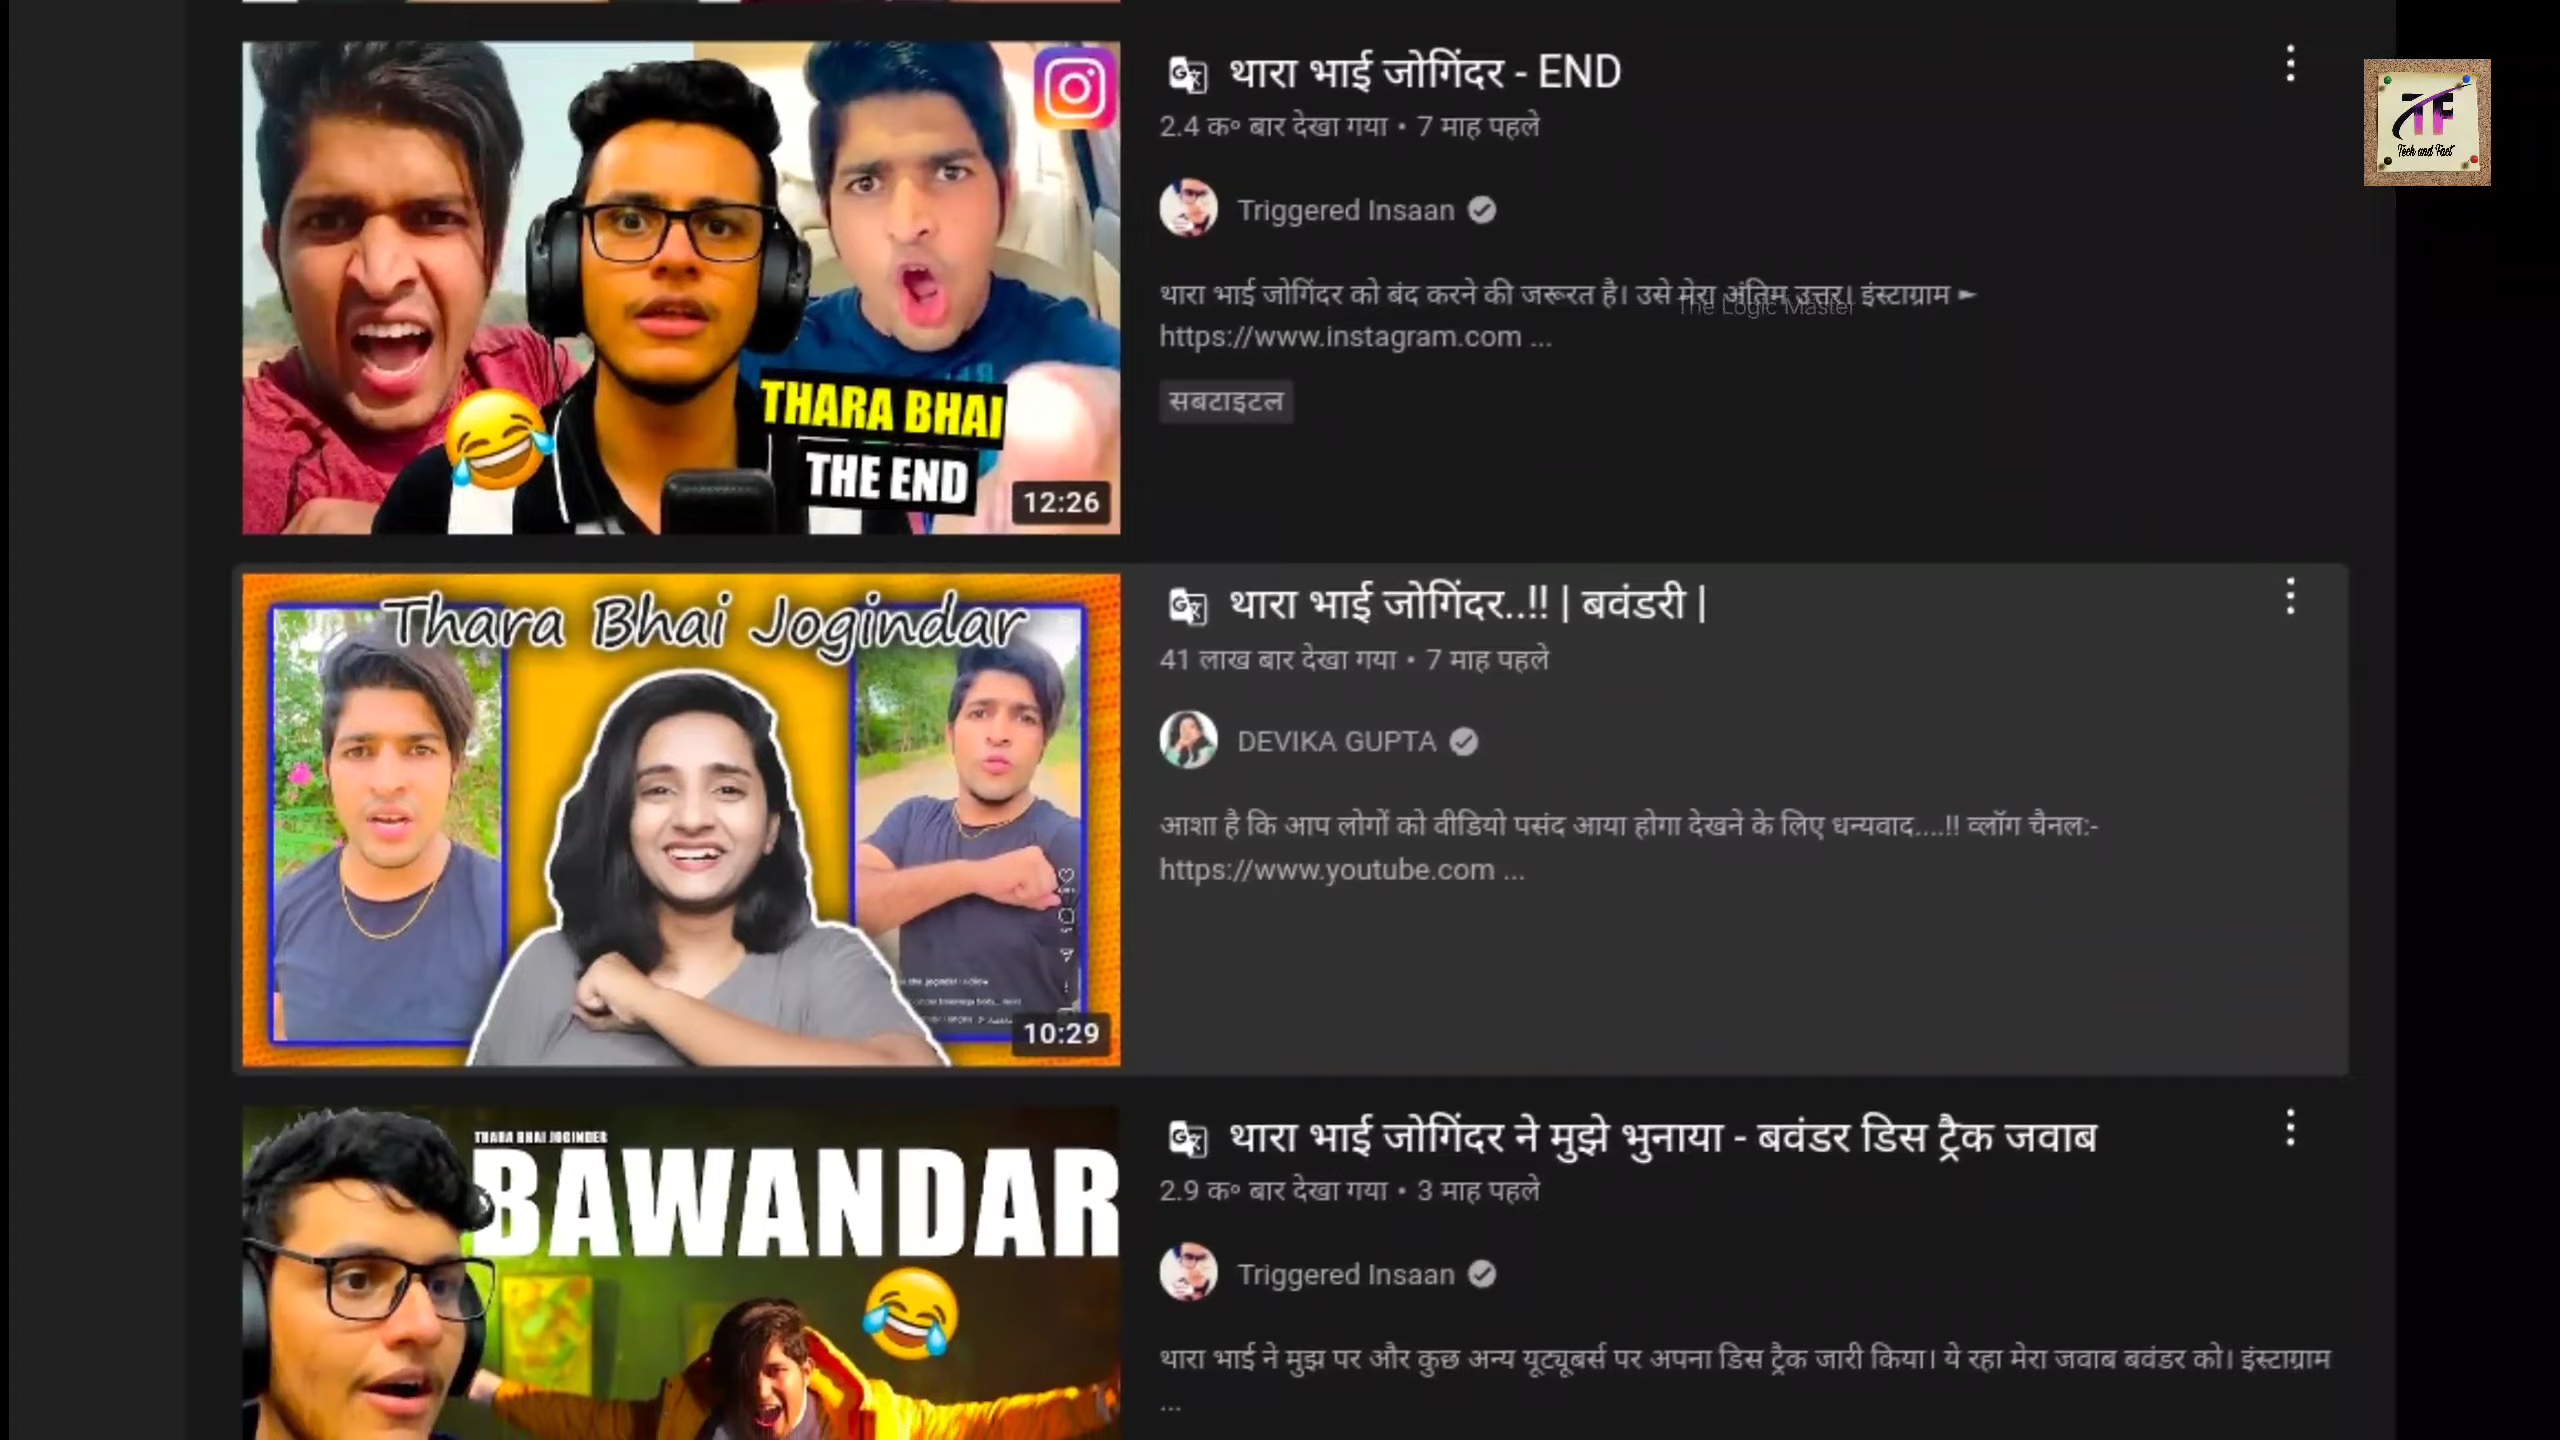 थारा भाई जोगिंदर - END
2.4 क॰ बार देखा गया • 7 माह पहले
Triggered Insaan
थारा भाई जोगिंदर को बंद करने की जरूरत है। उसे मेरा अंतिम उत्तर। इंस्टाग्राम ►
The Logic Master
https://www.instagram.com ...
सबटाइटल
THARA BHAI
THE END
12:26
TF
Tech and Fact
Thara Bhai Jogindar
10:29
थारा भाई जोगिंदर..!! | बवंडरी |
41 लाख बार देखा गया • 7 माह पहले
DEVIKA GUPTA
आशा है कि आप लोगों को वीडियो पसंद आया होगा देखने के लिए धन्यवाद....!! व्लॉग चैनल:-
https://www.youtube.com ...
THARA BHAI JOGINDER
BAWANDAR
थारा भाई जोगिंदर ने मुझे भुनाया - बवंडर डिस ट्रैक जवाब
2.9 क॰ बार देखा गया • 3 माह पहले
Triggered Insaan
थारा भाई ने मुझ पर और कुछ अन्य यूट्यूबर्स पर अपना डिस ट्रैक जारी किया। ये रहा मेरा जवाब बवंडर को। इंस्टाग्राम
...